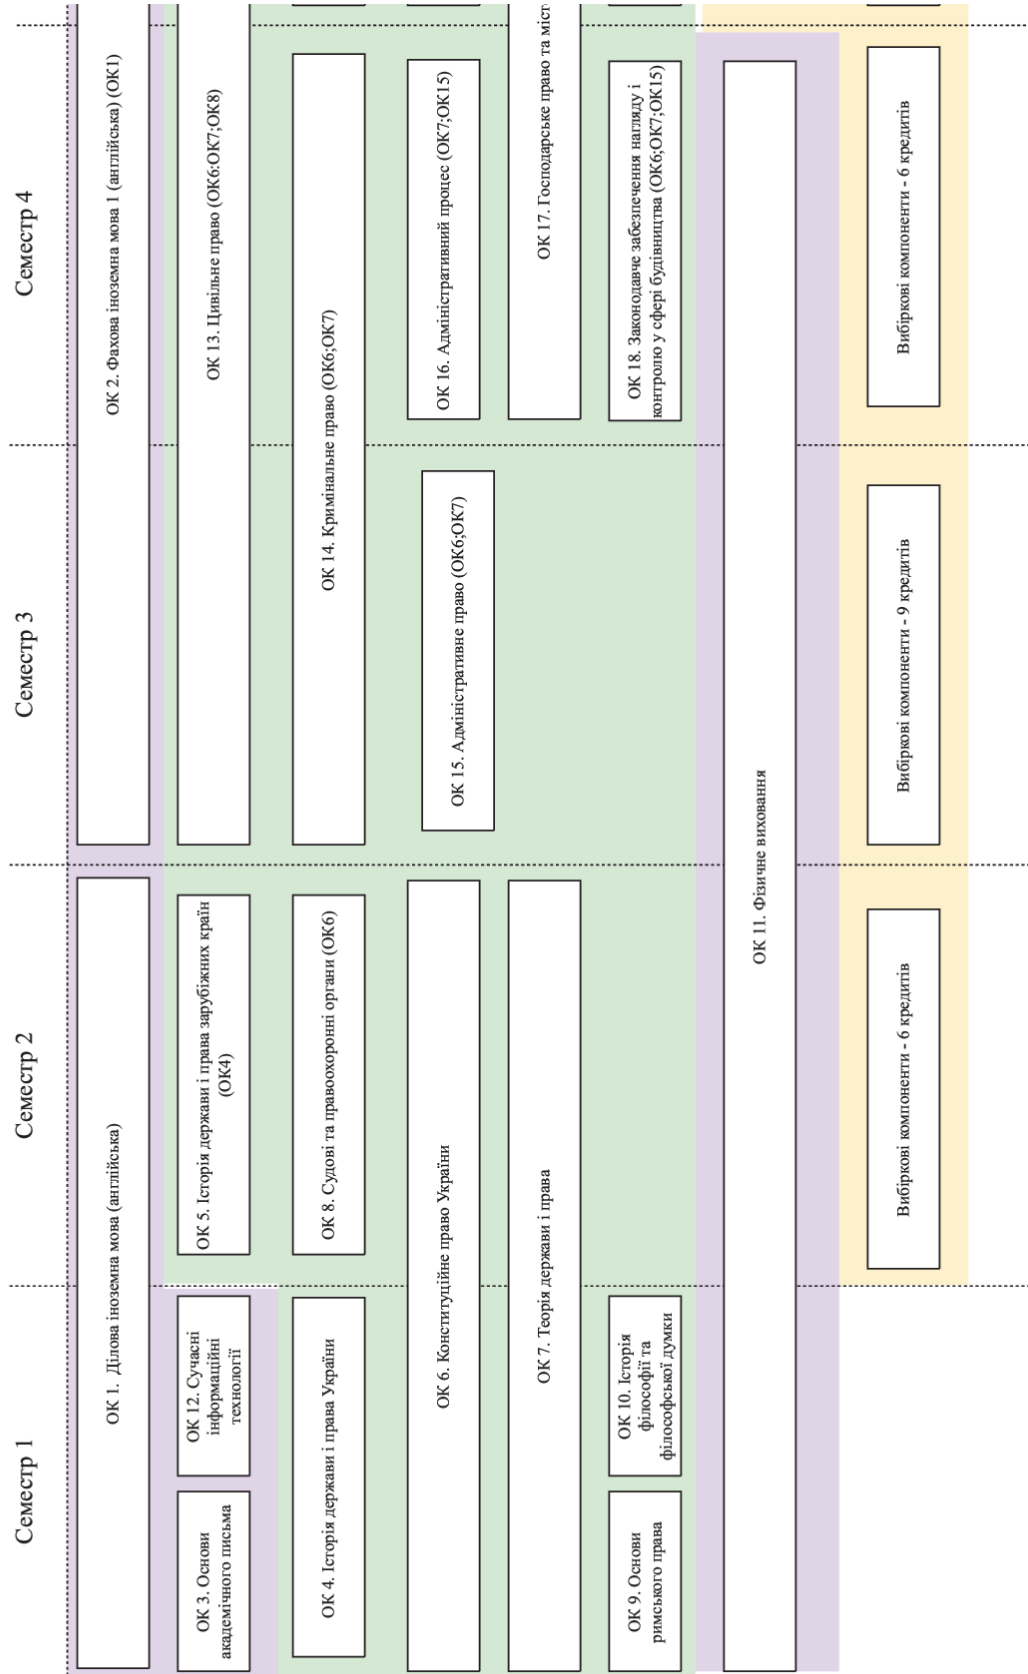 Семестр 1
Семестр 2
Семестр 3
Семестр 4
ОК 1. Ділова іноземна мова (англійська)
ОК 2. Фахова іноземна мова 1 (англійська) (ОК1)
ОК 3. Основи
академічного письма
ОК 12. Сучасні
інформаційні
технології
ОК 5. Історія держави і права зарубіжних країн
(ОК4)
ОК 13. Цивільне право (ОК6:ОК7;ОК8)
ОК 4. Історія держави і права України
ОК 8. Судові та правоохоронні органи (ОК6)
ОК 14. Кримінальне право (ОК6;ОК7)
ОК 6. Конституційне право України
ОК 15. Адміністративне право (ОК6;ОК7)
ОК 16. Адміністративний процес (ОК7;ОК15)
ОК 7. Теорія держави і права
ОК 17. Господарське право та міст
ОК 9. Основи
римського права
ОК 10. Історія
філософії та
філософської думки
ОК 18. Законодавче забезпечення нагляду і
контролю у сфері будівництва (ОК6;ОК7;ОК15)
ОК 11. Фізичне виховання
Вибіркові компоненти - 6 кредитів
Вибіркові компоненти - 9 кредитів
Вибіркові компоненти - 6 кредитів